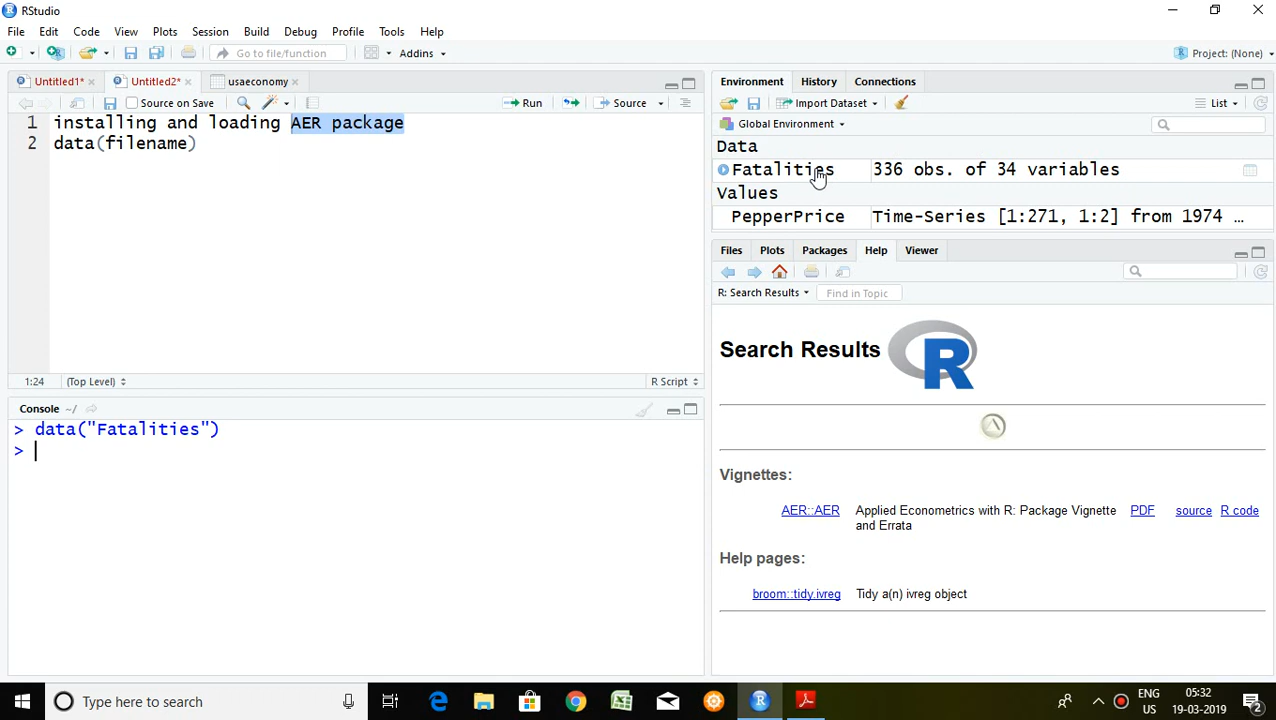 RStudio
File Edit Code View Plots Session Build Debug Profile Tools Help
Go to file/function Addins Project: (None)
Untitled1* Untitled2* usaeconomy
Source on Save Run Source
1 installing and loading AER package
2 data(filename)
1:24 (Top Level) R Script
Console ~/
> data("Fatalities")
>
Environment History Connections
Import Dataset List
Global Environment
Data
Fatalities 336 obs. of 34 variables
Values
PepperPrice Time-Series [1:271, 1:2] from 1974 …
Files Plots Packages Help Viewer
R: Search Results Find in Topic
Search Results R
Vignettes:
AER::AER Applied Econometrics with R: Package Vignette PDF source R code
and Errata
Help pages:
broom::tidy.ivreg Tidy a(n) ivreg object
Type here to search
ENG 05:32
US 19-03-2019 2